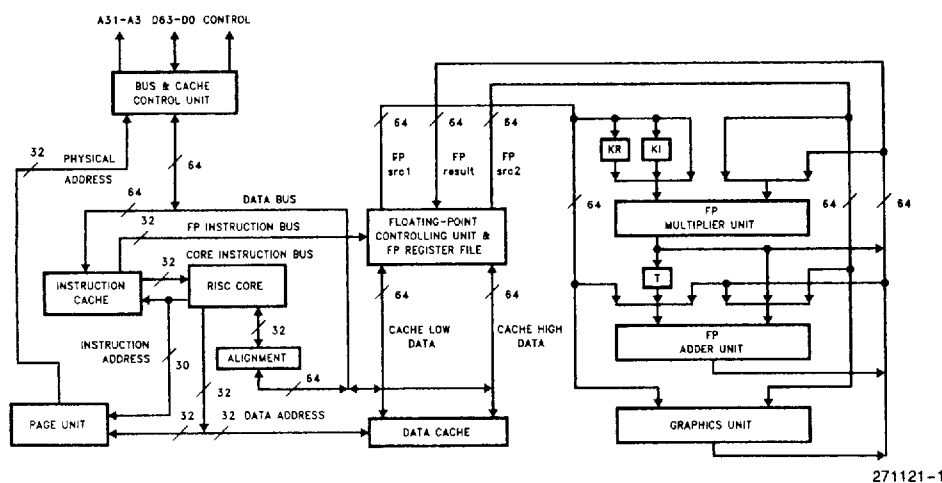 A31-A3 D63-D0 CONTROL
BUS & CACHE
CONTROL UNIT
32
PHYSICAL
ADDRESS
64
64
DATA BUS
32
FP INSTRUCTION BUS
CORE INSTRUCTION BUS
INSTRUCTION
CACHE
32
RISC CORE
INSTRUCTION
ADDRESS
30
32
ALIGNMENT
64
32
PAGE UNIT
32
32
DATA ADDRESS
64
64
64
FP
src1
FP
result
FP
src2
FLOATING-POINT
CONTROLLING UNIT &
FP REGISTER FILE
64
64
CACHE LOW
DATA
CACHE HIGH
DATA
DATA CACHE
KR
KI
64
64
64
FP
MULTIPLIER UNIT
T
FP
ADDER UNIT
GRAPHICS UNIT
271121-1